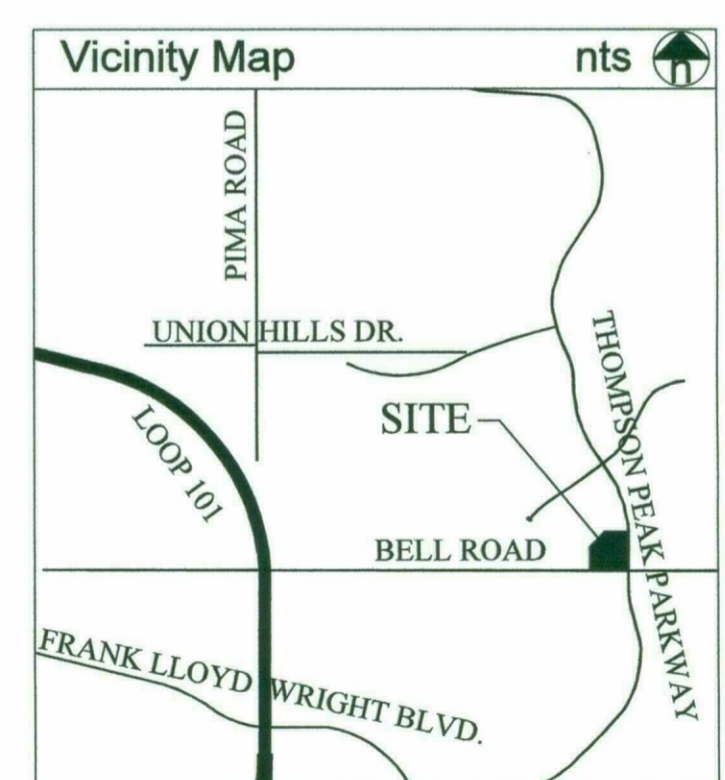 Vicinity Map nts n
PIMA ROAD
UNION HILLS DR.
THOMPSON PEAK PARKWAY
SITE
LOOP 101
BELL ROAD
FRANK LLOYD WRIGHT BLVD.